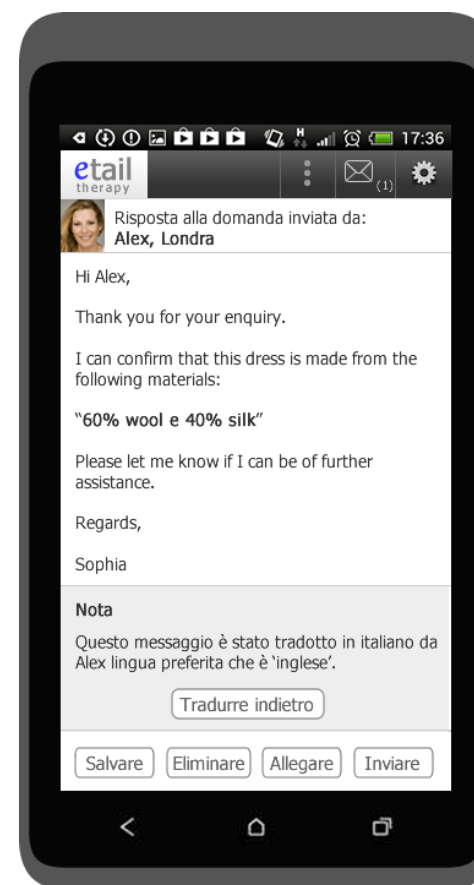 H
17:36
etail
therapy
(1)
Risposta alla domanda inviata da:
Alex, Londra
Hi Alex,
Thank you for your enquiry.
I can confirm that this dress is made from the
following materials:
“60% wool e 40% silk”
Please let me know if I can be of further
assistance.
Regards,
Sophia
Nota
Questo messaggio è stato tradotto in italiano da
Alex lingua preferita che è ‘inglese’.
Tradurre indietro
Salvare Eliminare Allegare Inviare